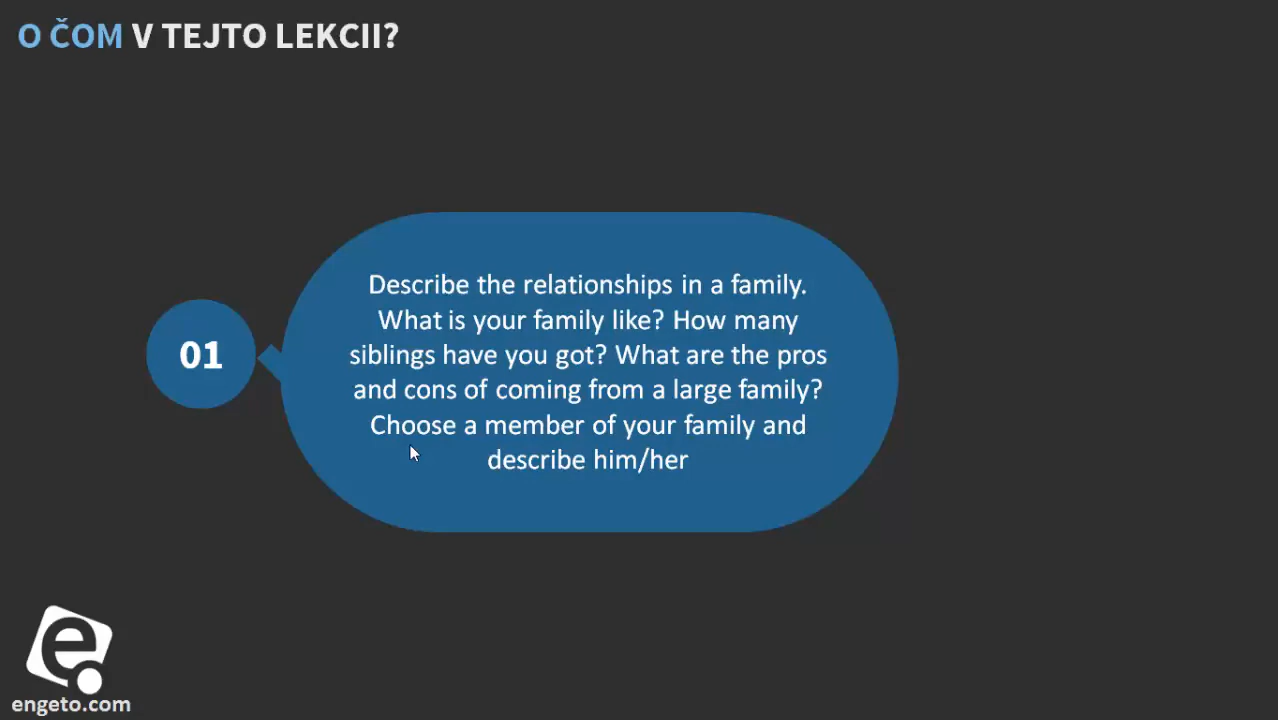 O ČOM V TEJTO LEKCII?
01
Describe the relationships in a family.
What is your family like? How many
siblings have you got? What are the pros
and cons of coming from a large family?
Choose a member of your family and
describe him/her
e
engeto.com